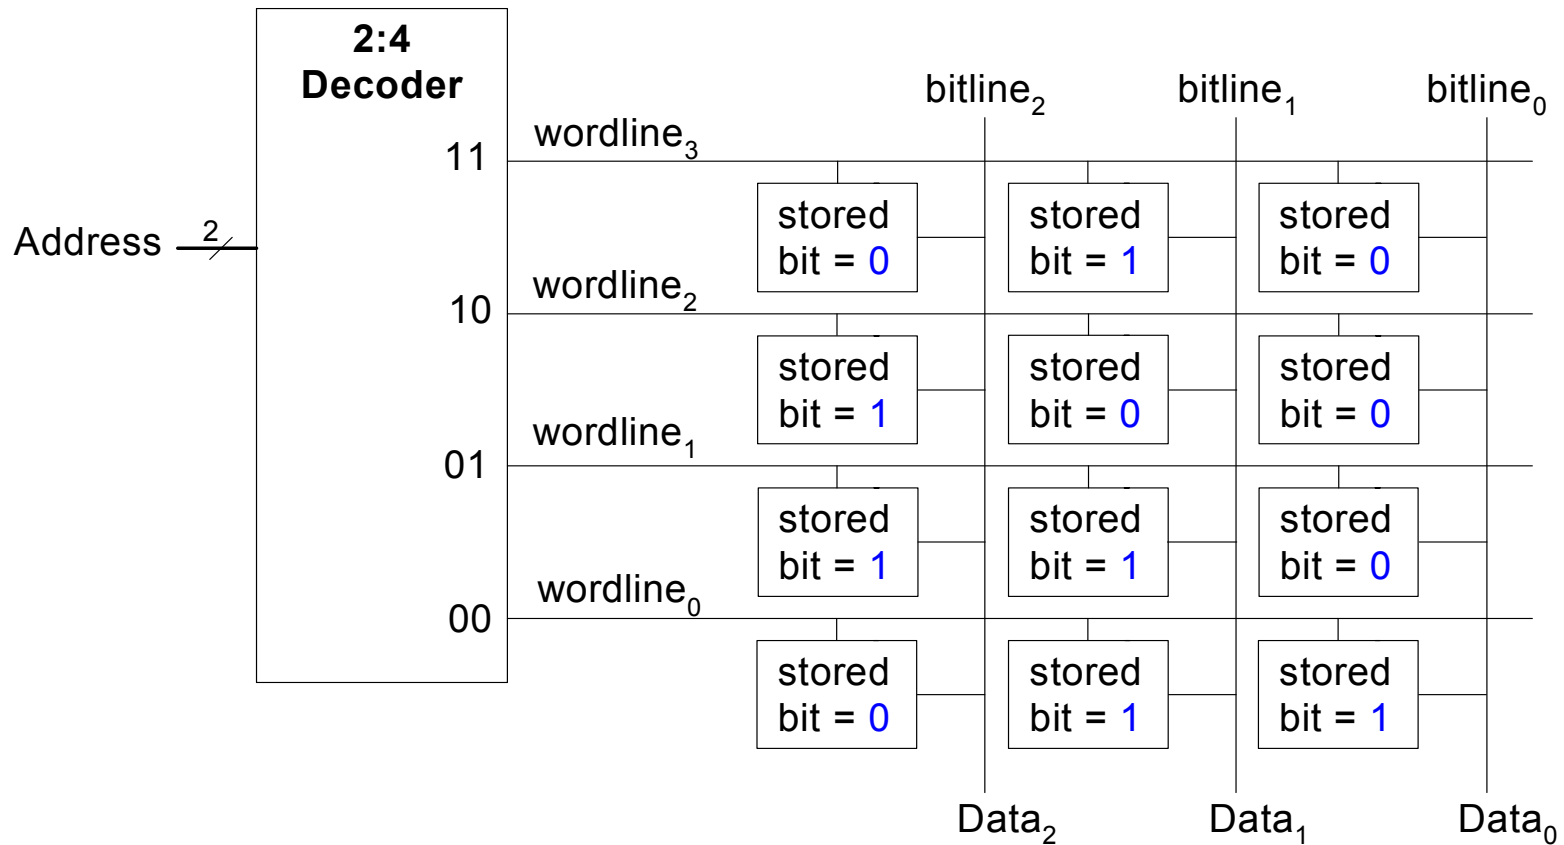 2:4
Decoder
bitline₂ bitline₁ bitline₀
wordline₃
11
stored stored stored
bit = 0 bit = 1 bit = 0
Address 2
wordline₂
10
stored stored stored
bit = 1 bit = 0 bit = 0
wordline₁
01
stored stored stored
bit = 1 bit = 1 bit = 0
wordline₀
00
stored stored stored
bit = 0 bit = 1 bit = 1
Data₂ Data₁ Data₀